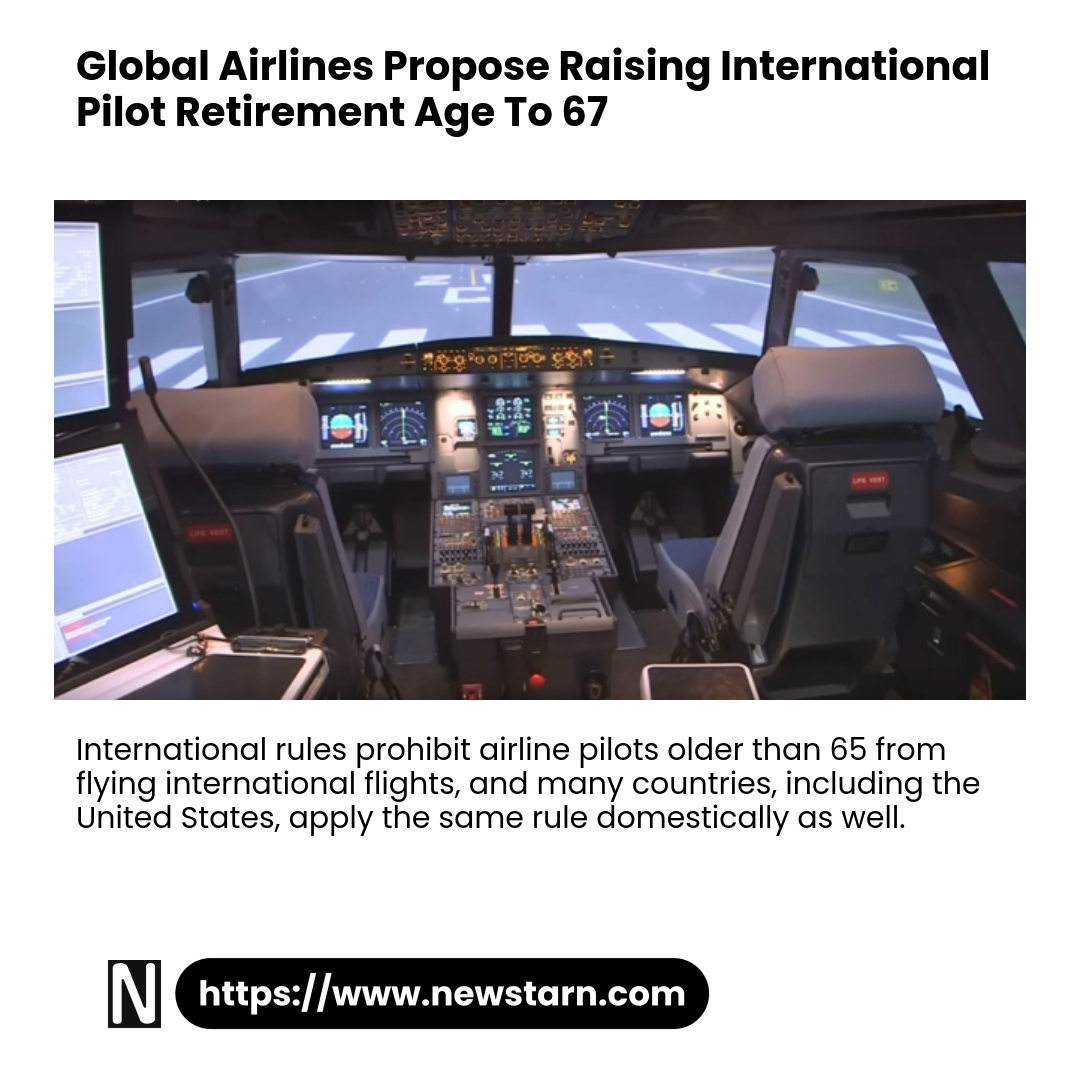 Global Airlines Propose Raising International
Pilot Retirement Age To 67
LIFE VEST
LIFE VEST
International rules prohibit airline pilots older than 65 from
flying international flights, and many countries, including the
United States, apply the same rule domestically as well.
N
https://www.newstarn.com